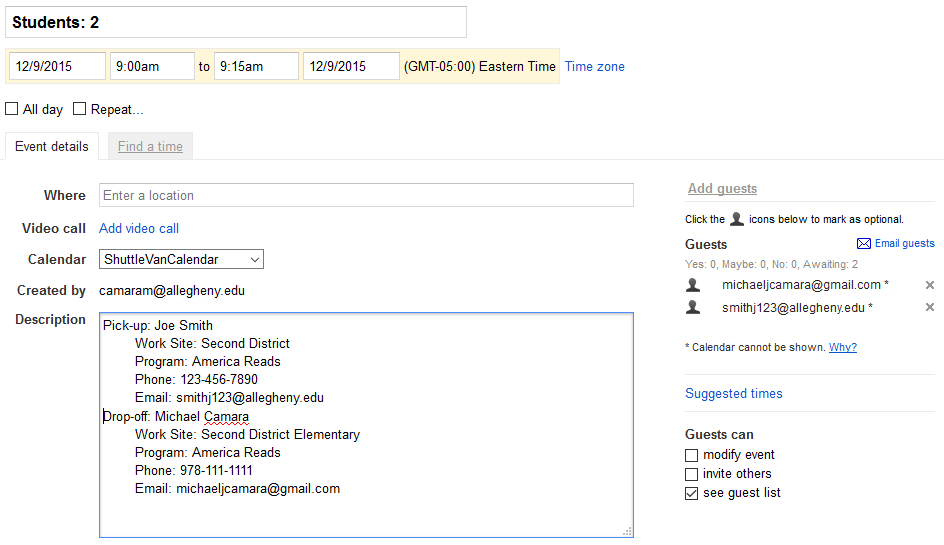 Students: 2
12/9/2015 9:00am to 9:15am 12/9/2015 (GMT-05:00) Eastern Time Time zone
All day Repeat...
Event details Find a time
Where Enter a location
Video call Add video call
Calendar ShuttleVanCalendar
Created by camaram@allegheny.edu
Description
Pick-up: Joe Smith
Work Site: Second District
Program: America Reads
Phone: 123-456-7890
Email: smithj123@allegheny.edu
Drop-off: Michael Camara
Work Site: Second District Elementary
Program: America Reads
Phone: 978-111-1111
Email: michaeljcamara@gmail.com
Add guests
Click the icons below to mark as optional.
Guests Email guests
Yes: 0, Maybe: 0, No: 0, Awaiting: 2
michaeljcamara@gmail.com *
smithj123@allegheny.edu *
* Calendar cannot be shown. Why?
Suggested times
Guests can
modify event
invite others
see guest list